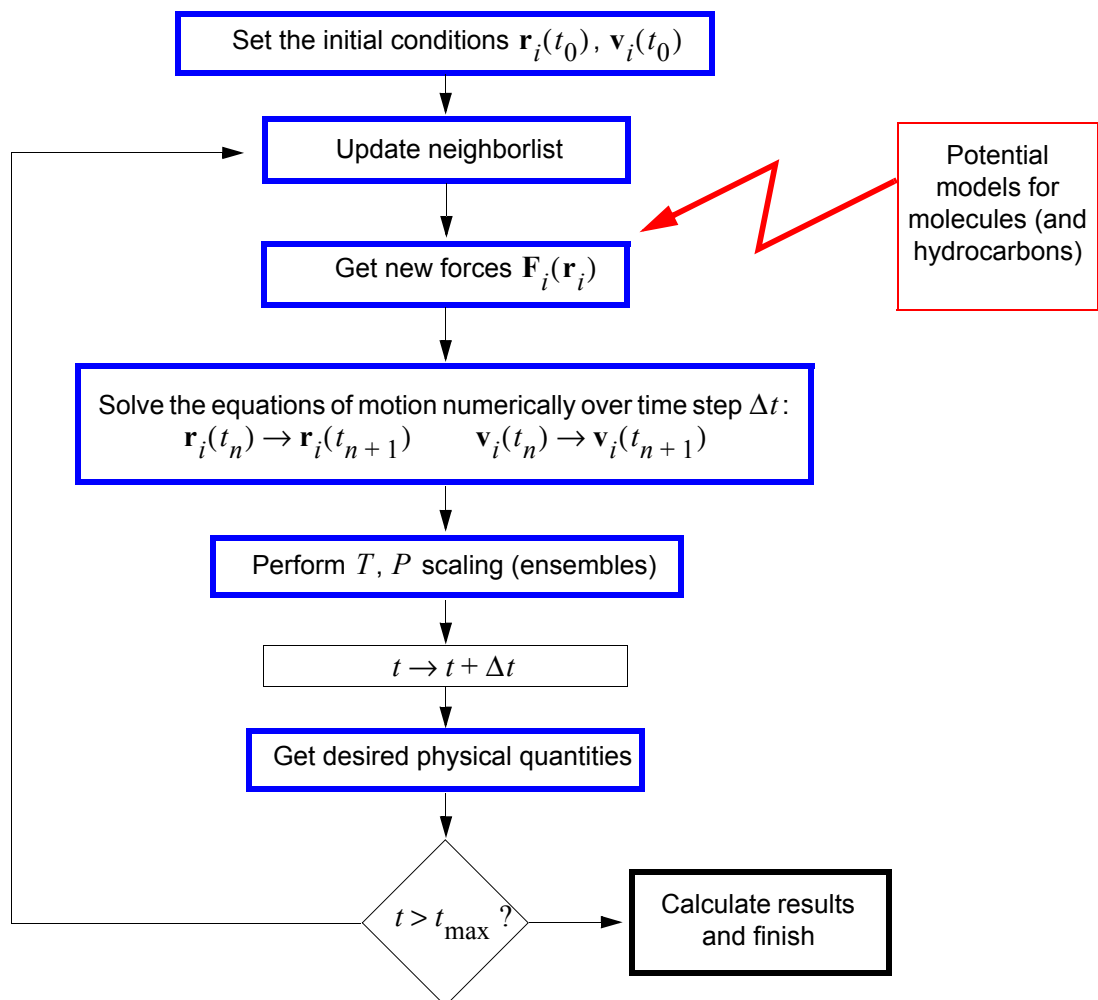 Set the initial conditions r_i(t_0), v_i(t_0)
Update neighborlist
Potential
models for
molecules (and
hydrocarbons)
Get new forces F_i(r_i)
Solve the equations of motion numerically over time step Δt:
r_i(t_n) → r_i(t_{n + 1}) v_i(t_n) → v_i(t_{n + 1})
Perform T, P scaling (ensembles)
t → t + Δt
Get desired physical quantities
t > t_max ?
Calculate results
and finish